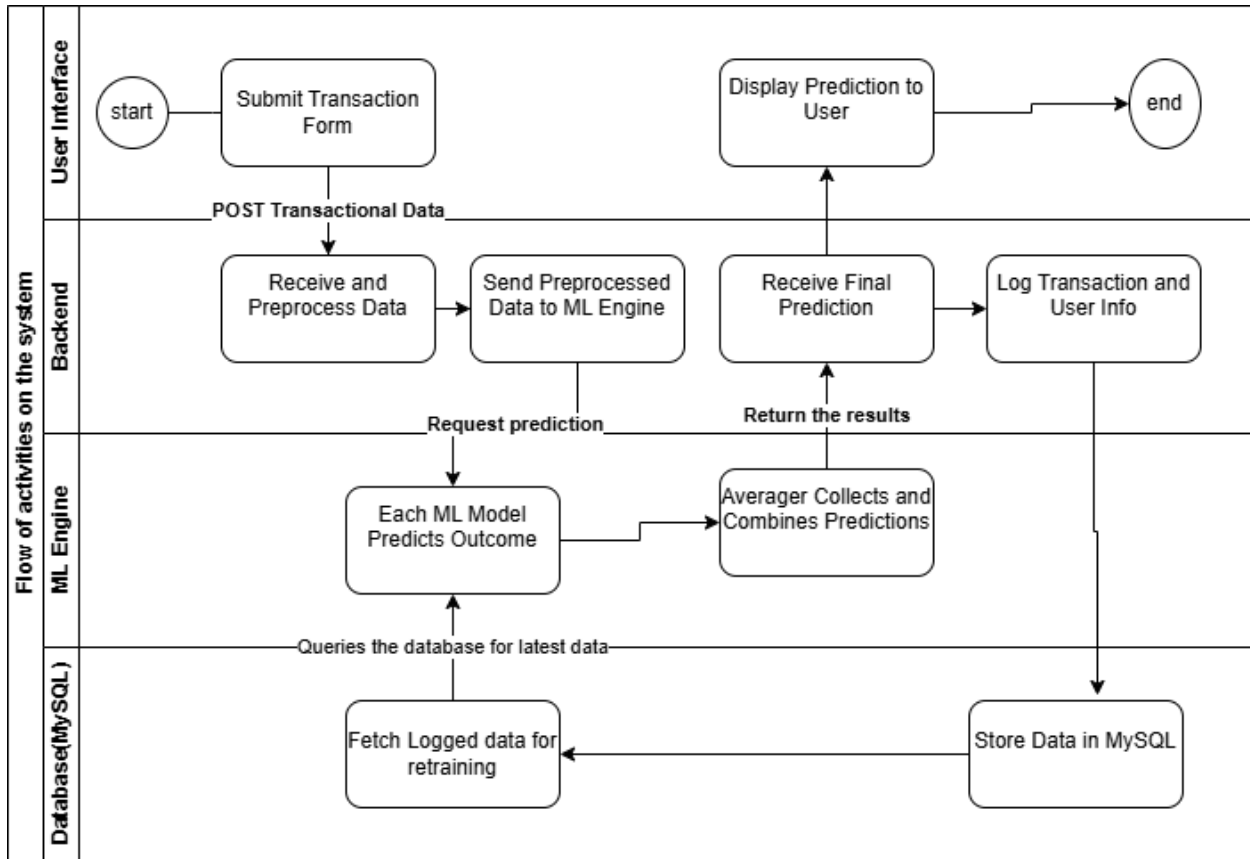 Flow of activities on the system
User Interface
start
Submit Transaction
Form
Display Prediction to
User
end
POST Transactional Data
Backend
Receive and
Preprocess Data
Send Preprocessed
Data to ML Engine
Receive Final
Prediction
Log Transaction and
User Info
Request prediction
Return the results
ML Engine
Each ML Model
Predicts Outcome
Averager Collects and
Combines Predictions
Queries the database for latest data
Database(MySQL)
Fetch Logged data for
retraining
Store Data in MySQL